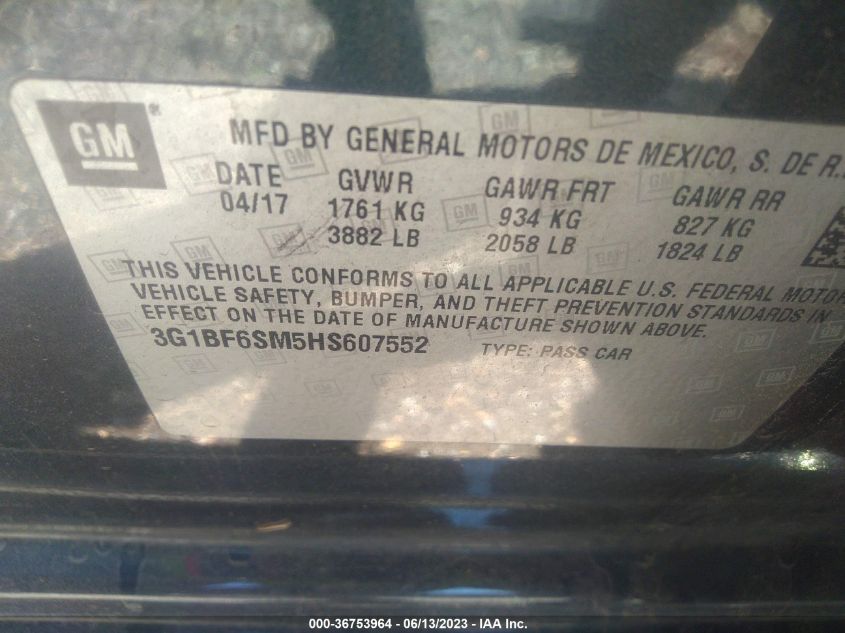 GM
MFD BY GENERAL MOTORS DE MEXICO, S. DE R.
DATE GVWR GAWR FRT GAWR RR
04/17 1761 KG 934 KG 827 KG
3882 LB 2058 LB 1824 LB
THIS VEHICLE CONFORMS TO ALL APPLICABLE U.S. FEDERAL MOTOR
VEHICLE SAFETY, BUMPER, AND THEFT PREVENTION STANDARDS IN
EFFECT ON THE DATE OF MANUFACTURE SHOWN ABOVE.
3G1BF6SM5HS607552 TYPE: PASS CAR
000-36753964 - 06/13/2023 - IAA Inc.